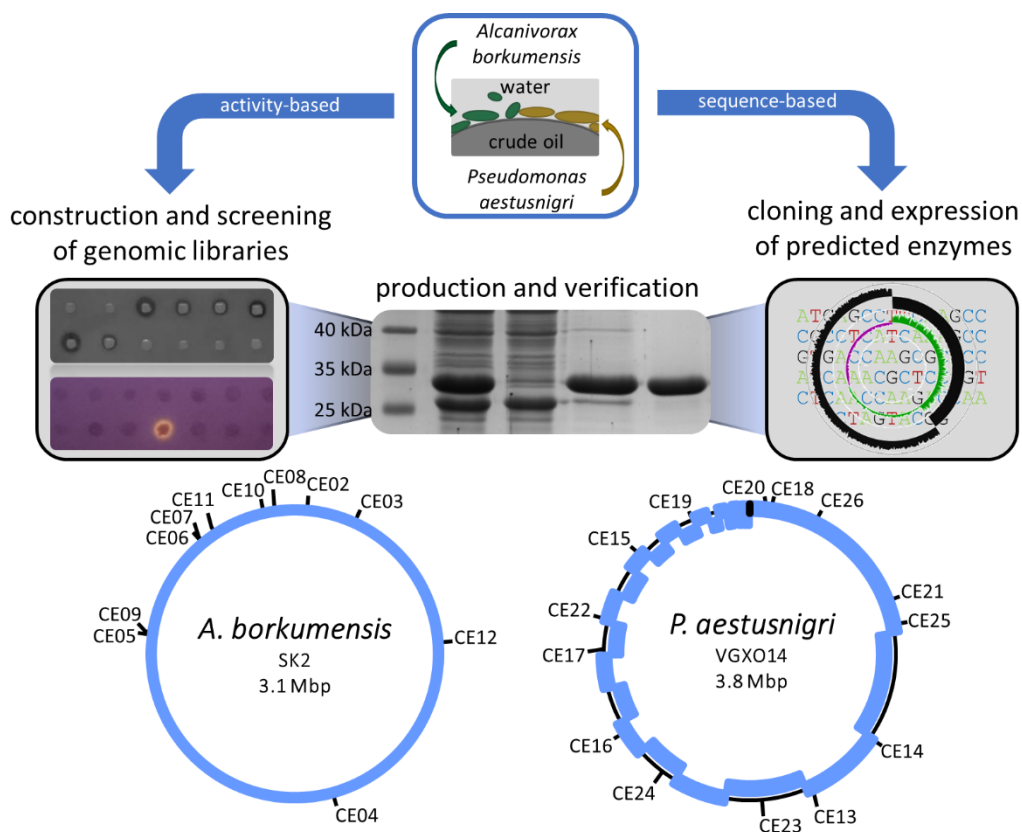 Alcanivorax
borkumensis
water
crude oil
Pseudomonas
aestusnigri
activity-based
sequence-based
construction and screening
of genomic libraries
cloning and expression
of predicted enzymes
production and verification
40 kDa
35 kDa
25 kDa
CE08
CE02
CE10
CE03
CE11
CE07
CE06
CE09
CE05
CE12
CE04
A. borkumensis
SK2
3.1 Mbp
CE20
CE18
CE19
CE26
CE15
CE21
CE22
CE25
CE17
CE16
CE14
CE24
CE13
CE23
P. aestusnigri
VGXO14
3.8 Mbp